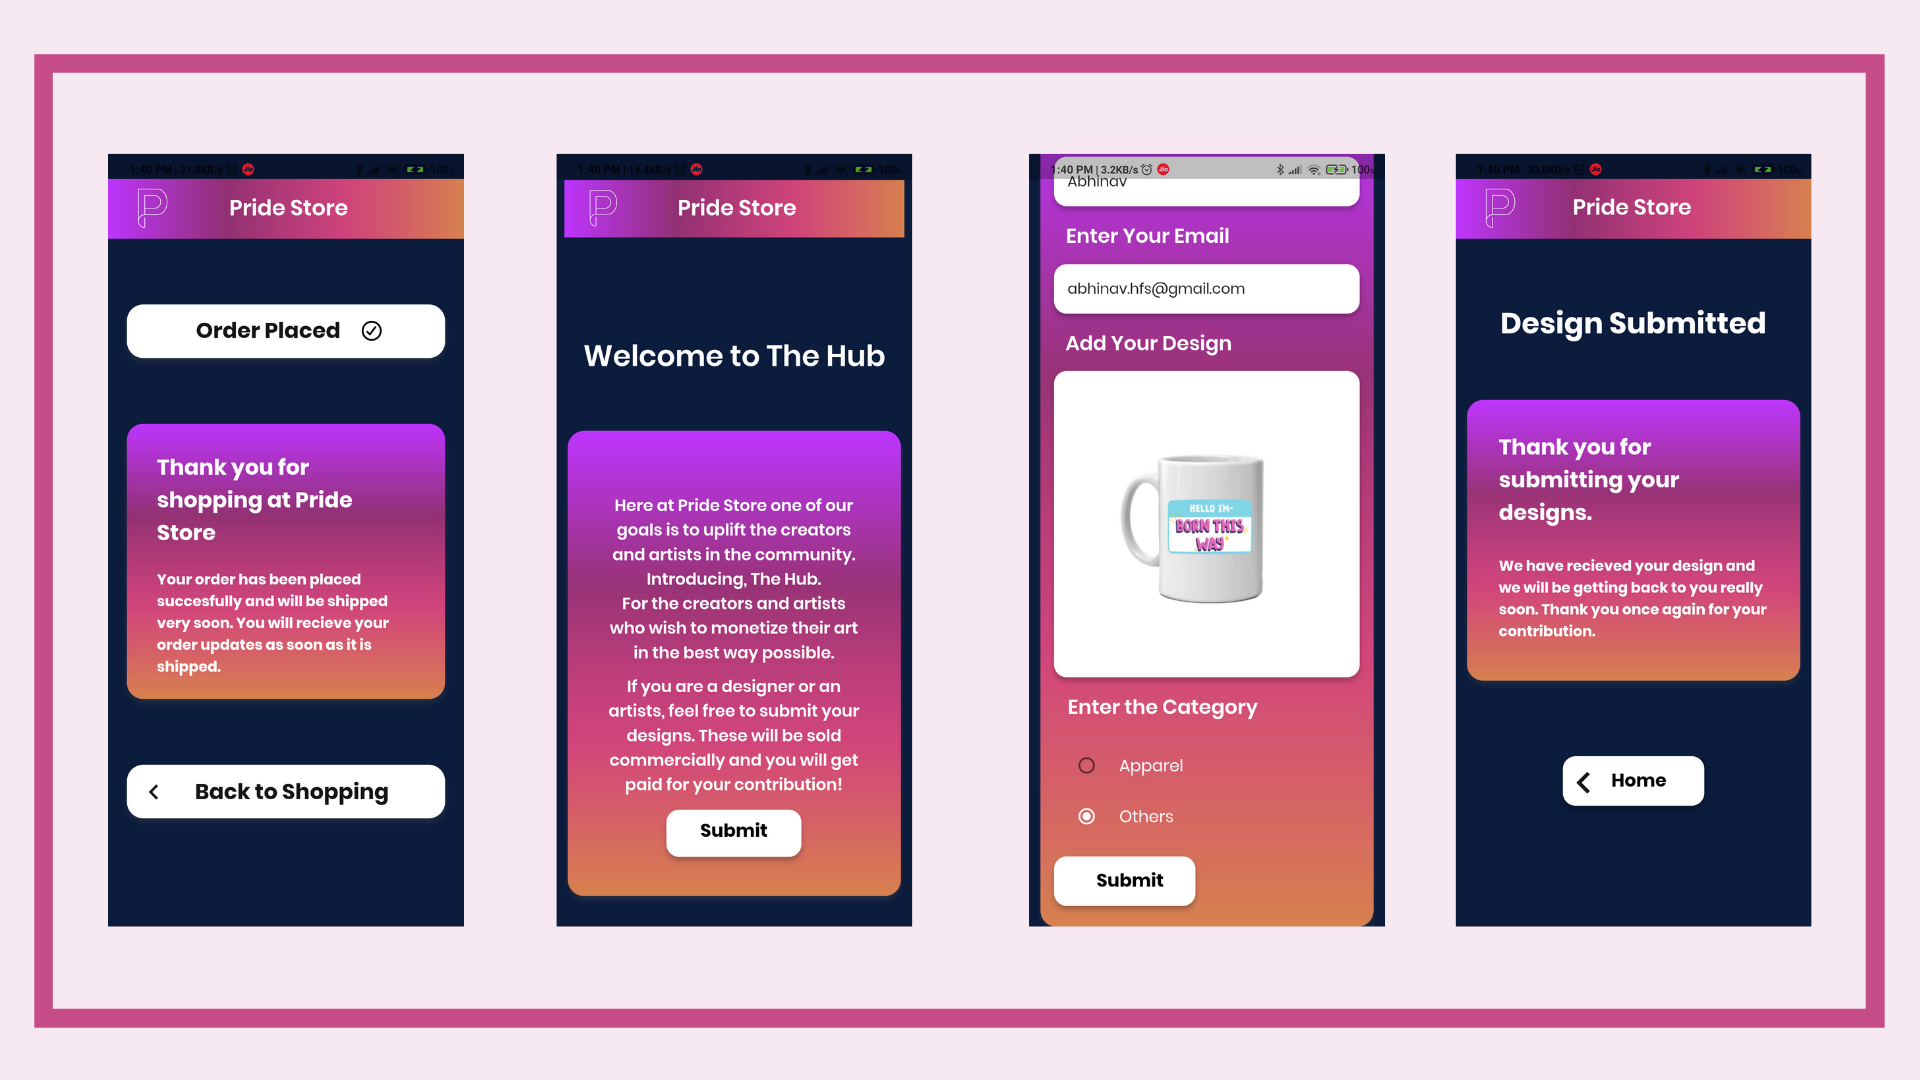 1:40 PM | 31.0KB/s
Jio
100
P
Pride Store
Order Placed
Thank you for
shopping at Pride
Store
Your order has been placed
succesfully and will be shipped
very soon. You will recieve your
order updates as soon as it is
shipped.
Back to Shopping
1:40 PM | 14.4KB/s
Jio
100
P
Pride Store
Welcome to The Hub
Here at Pride Store one of our
goals is to uplift the creators
and artists in the community.
Introducing, The Hub.
For the creators and artists
who wish to monetize their art
in the best way possible.
If you are a designer or an
artists, feel free to submit your
designs. These will be sold
commercially and you will get
paid for your contribution!
Submit
1:40 PM | 3.2KB/s
Jio
100
Abhinav
Enter Your Email
abhinav.hfs@gmail.com
Add Your Design
HELLO I'M-
BORN THIS
WAY
Enter the Category
Apparel
Others
Submit
1:40 PM | 33.0KB/s
Jio
100
P
Pride Store
Design Submitted
Thank you for
submitting your
designs.
We have recieved your design and
we will be getting back to you really
soon. Thank you once again for your
contribution.
Home